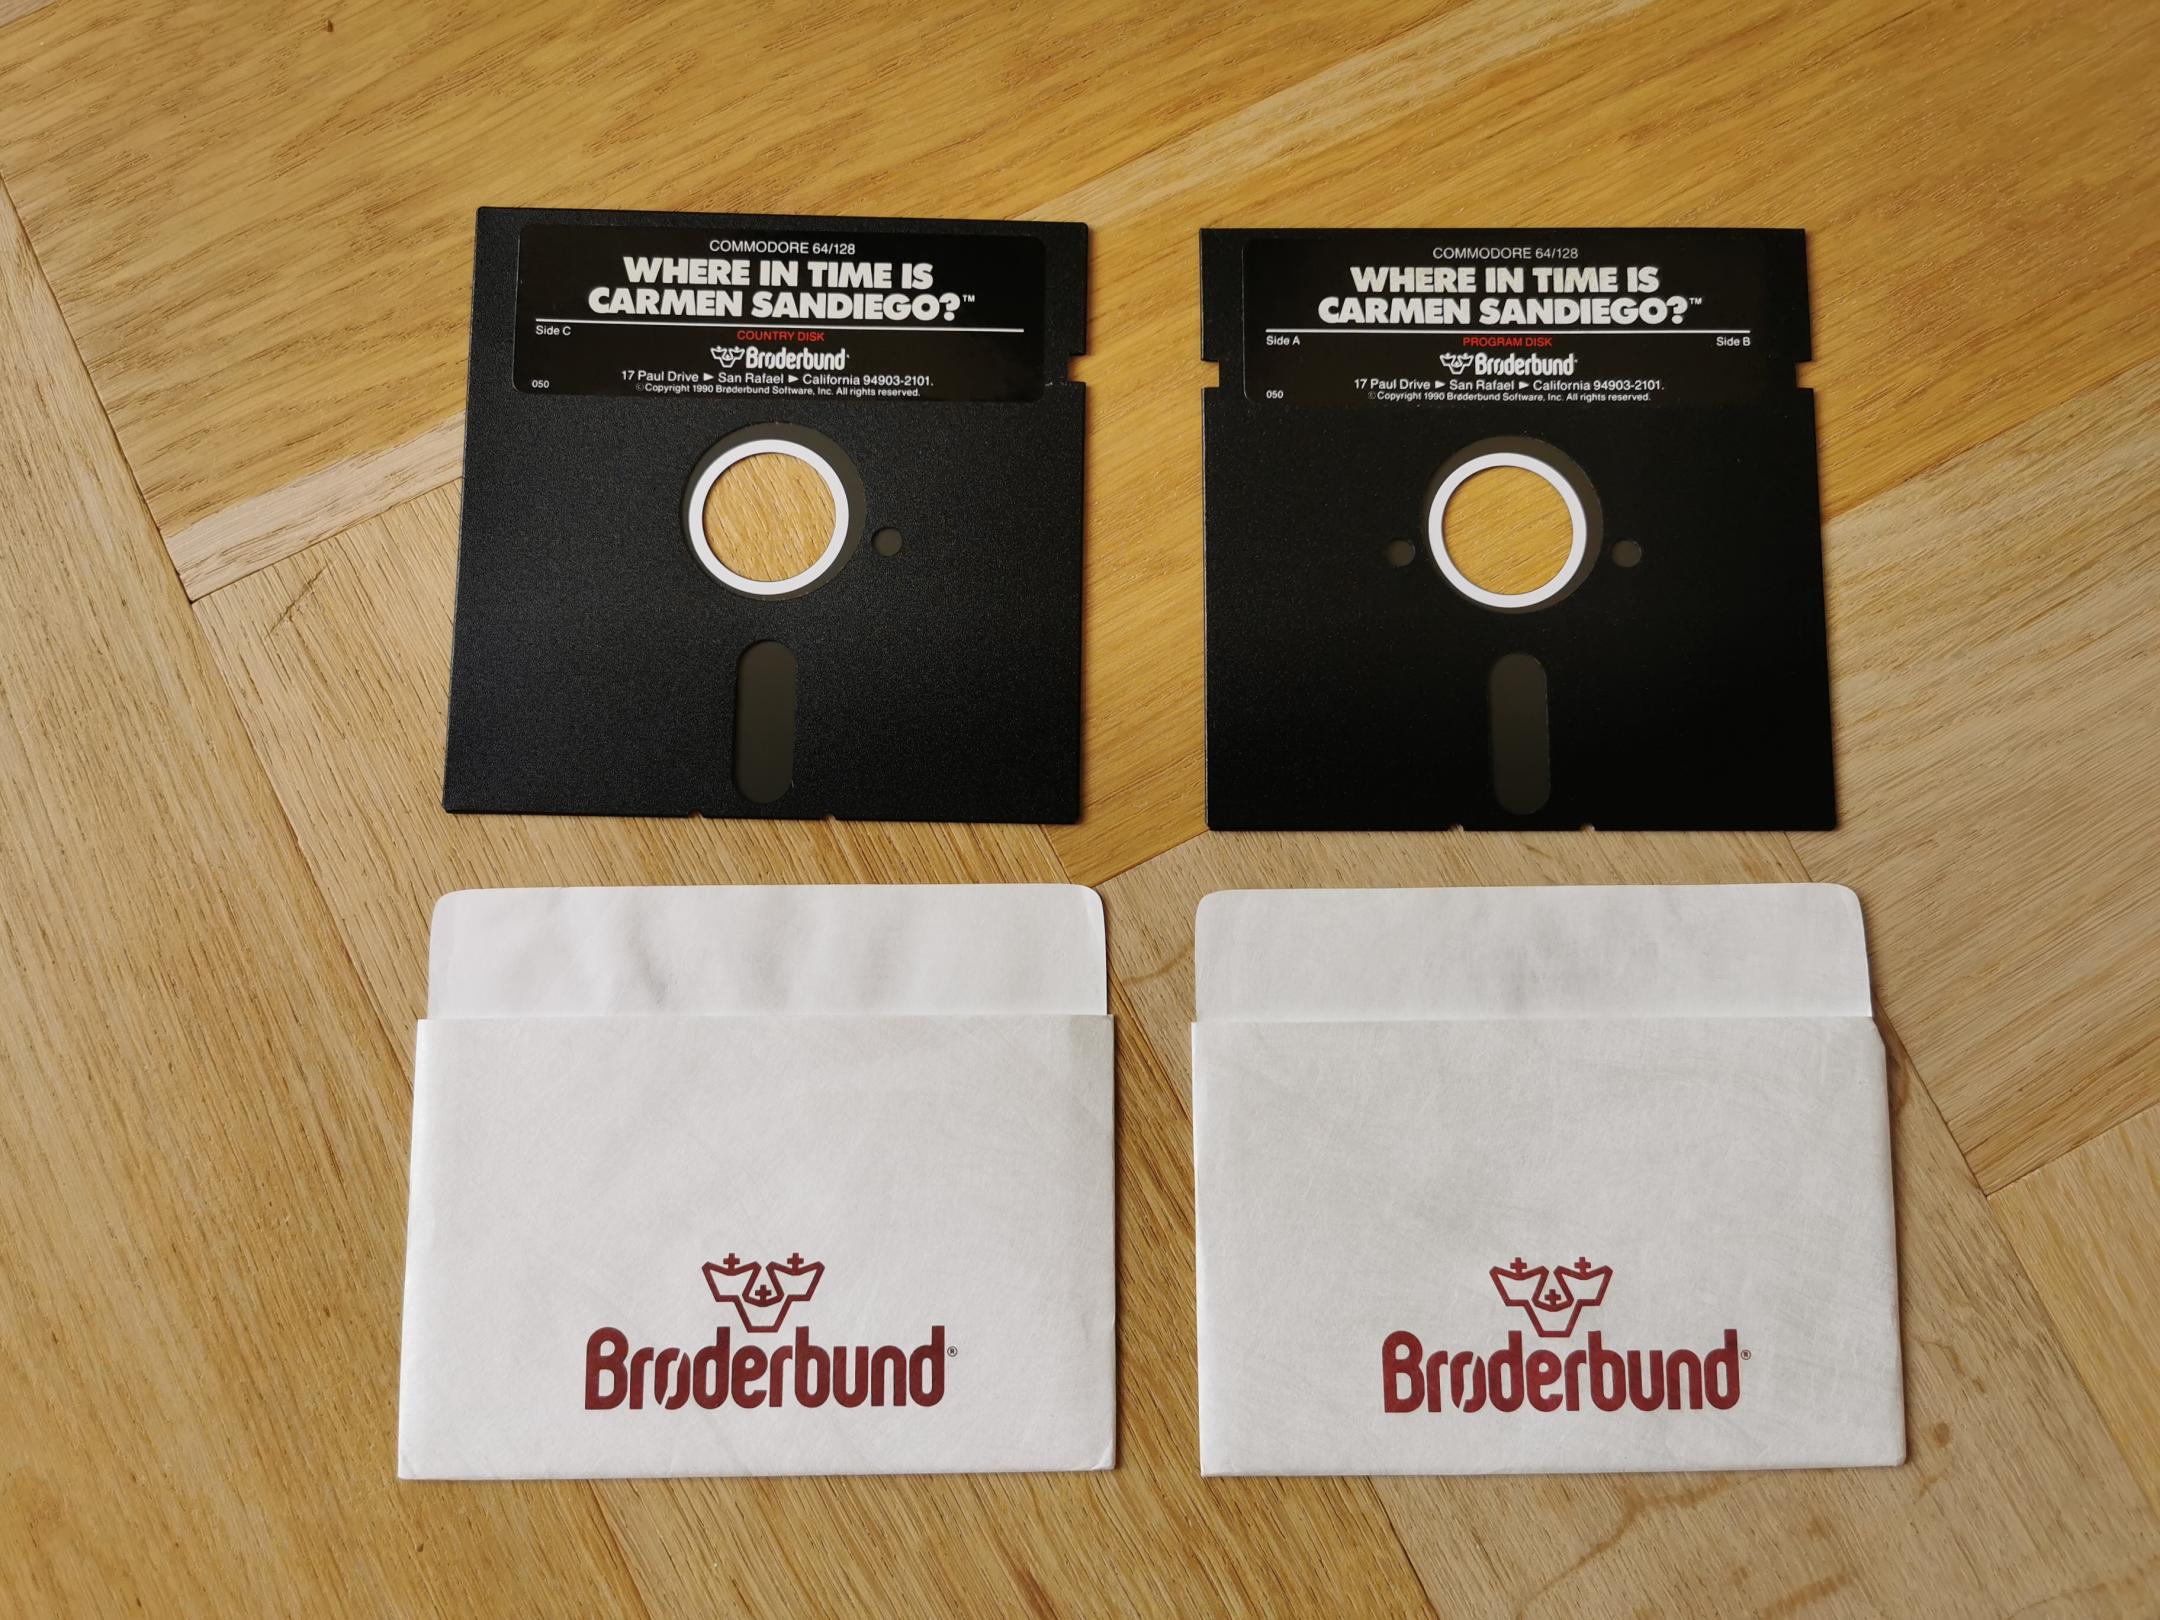 COMMODORE 64/128
WHERE IN TIME IS
CARMEN SANDIEGO?™
Side C
COUNTRY DISK
Brøderbund®
17 Paul Drive ► San Rafael ► California 94903-2101.
050
©Copyright 1990 Brøderbund Software, Inc. All rights reserved.
COMMODORE 64/128
WHERE IN TIME IS
CARMEN SANDIEGO?™
Side A
PROGRAM DISK
Side B
Brøderbund®
17 Paul Drive ► San Rafael ► California 94903-2101.
050
©Copyright 1990 Brøderbund Software, Inc. All rights reserved.
Brøderbund®
Brøderbund®